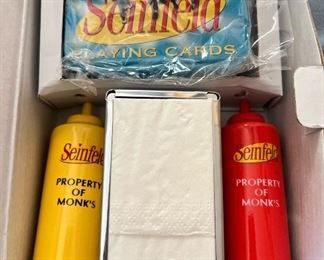 Seinfeld
PLAYING CARDS
Seinfeld
PROPERTY
OF
MONK'S
Seinfeld
PROPERTY
OF
MONK'S